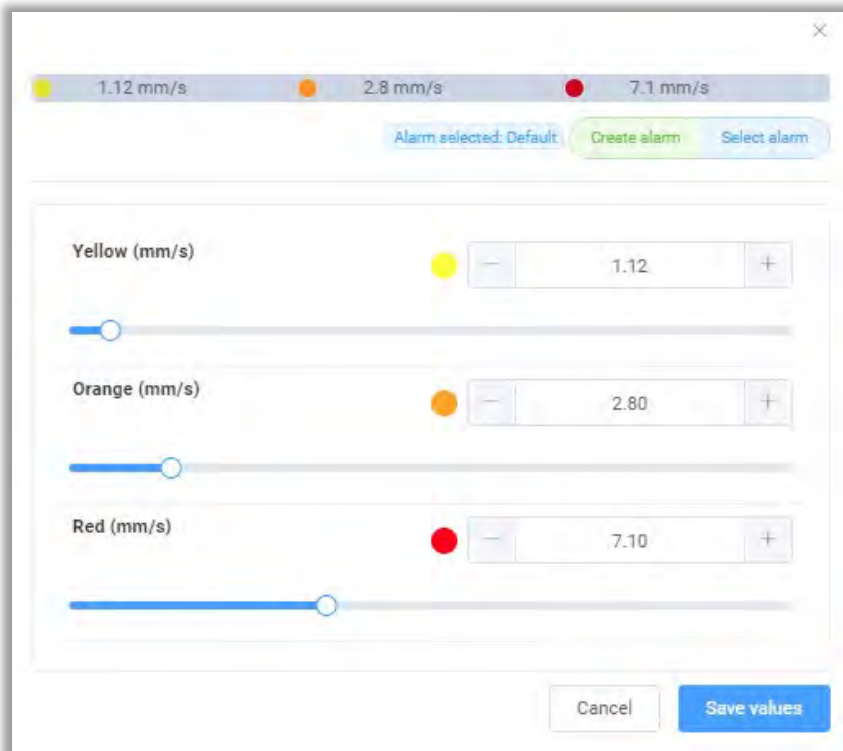 1.12 mm/s 2.8 mm/s 7.1 mm/s
Alarm selected: Default Create alarm Select alarm
Yellow (mm/s) 1.12
Orange (mm/s) 2.80
Red (mm/s) 7.10
Cancel Save values